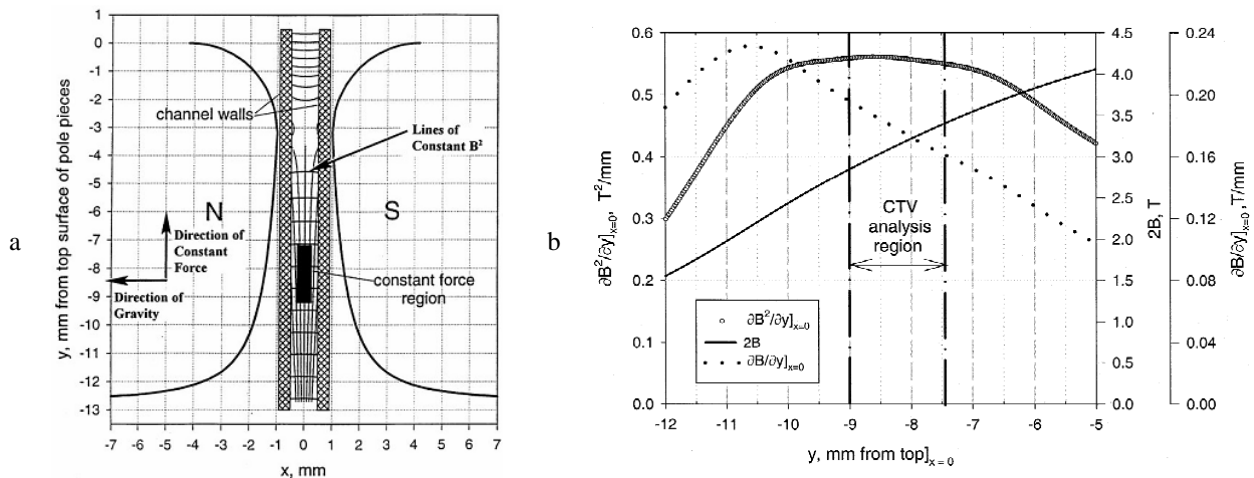 a
y, mm from top surface of pole pieces
1
0
-1
-2
-3
-4
-5
-6
-7
-8
-9
-10
-11
-12
-13
channel walls
Lines of
Constant B²
N
S
Direction of
Constant
Force
Direction of
Gravity
constant force
region
-7 -6 -5 -4 -3 -2 -1 0 1 2 3 4 5 6 7
x, mm
b
∂B²/∂y]x=0, T²/mm
0.6
0.5
0.4
0.3
0.2
0.1
0.0
CTV
analysis
region
∂B²/∂y]x=0
2B
∂B/∂y]x=0
-12 -11 -10 -9 -8 -7 -6 -5
y, mm from top]x = 0
4.5
4.0
3.5
3.0
2.5
2.0
1.5
1.0
0.5
0.0
2B, T
0.24
0.20
0.16
0.12
0.08
0.04
0.00
∂B/∂y]x=0, T/mm